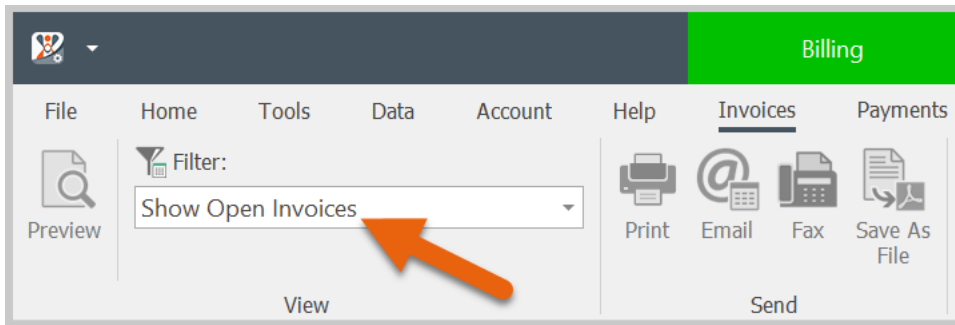 Billing
File Home Tools Data Account Help Invoices Payments
Filter:
Show Open Invoices
Preview
Print Email Fax Save As
File
View Send